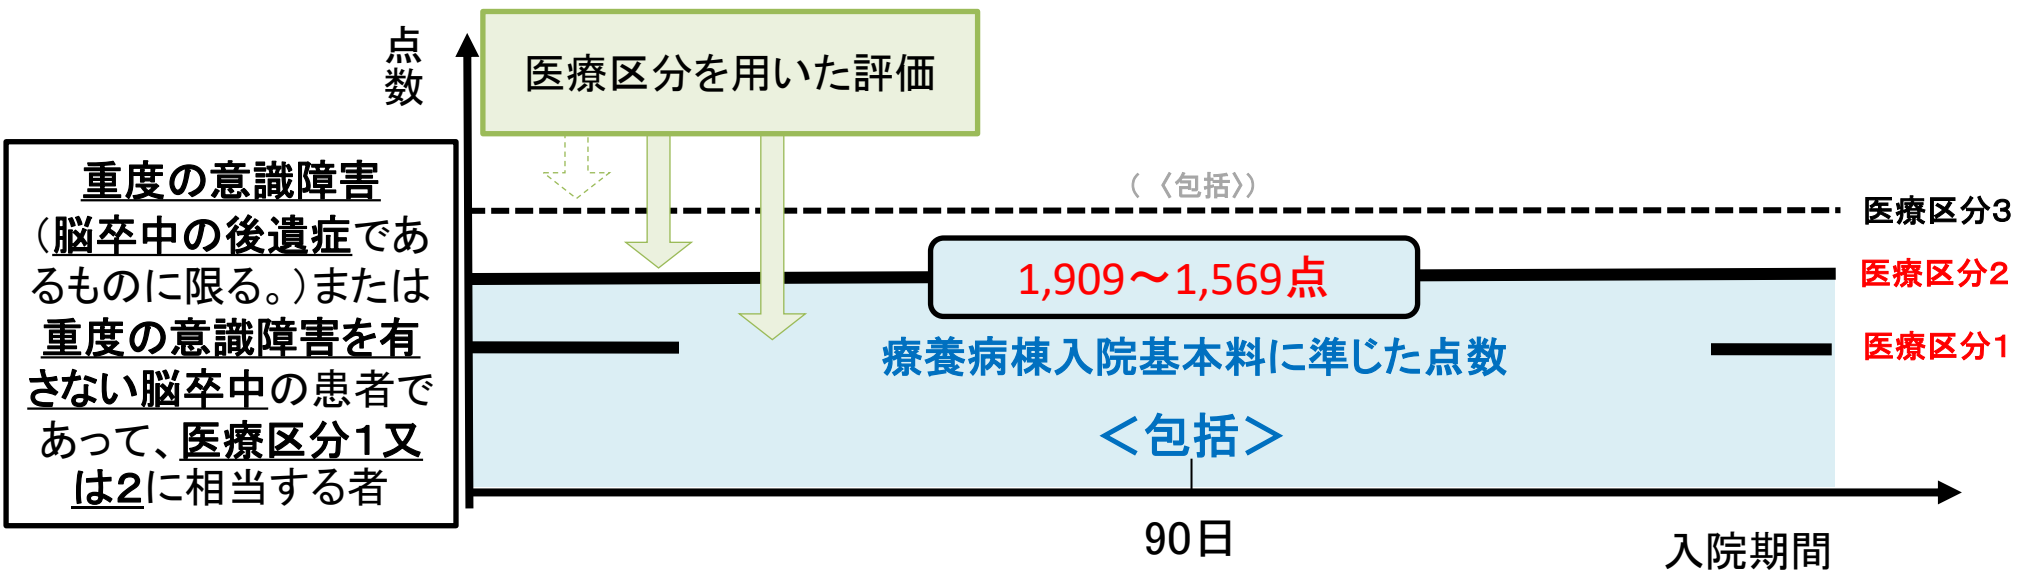 点
数
医療区分を用いた評価
重度の意識障害
（脳卒中の後遺症であ
るものに限る。）または
重度の意識障害を有
さない脳卒中の患者で
あって、医療区分１又
は２に相当する者
（〈包括〉）
医療区分３
1,909～1,569点
医療区分２
療養病棟入院基本料に準じた点数
医療区分１
＜包括＞
90日
入院期間